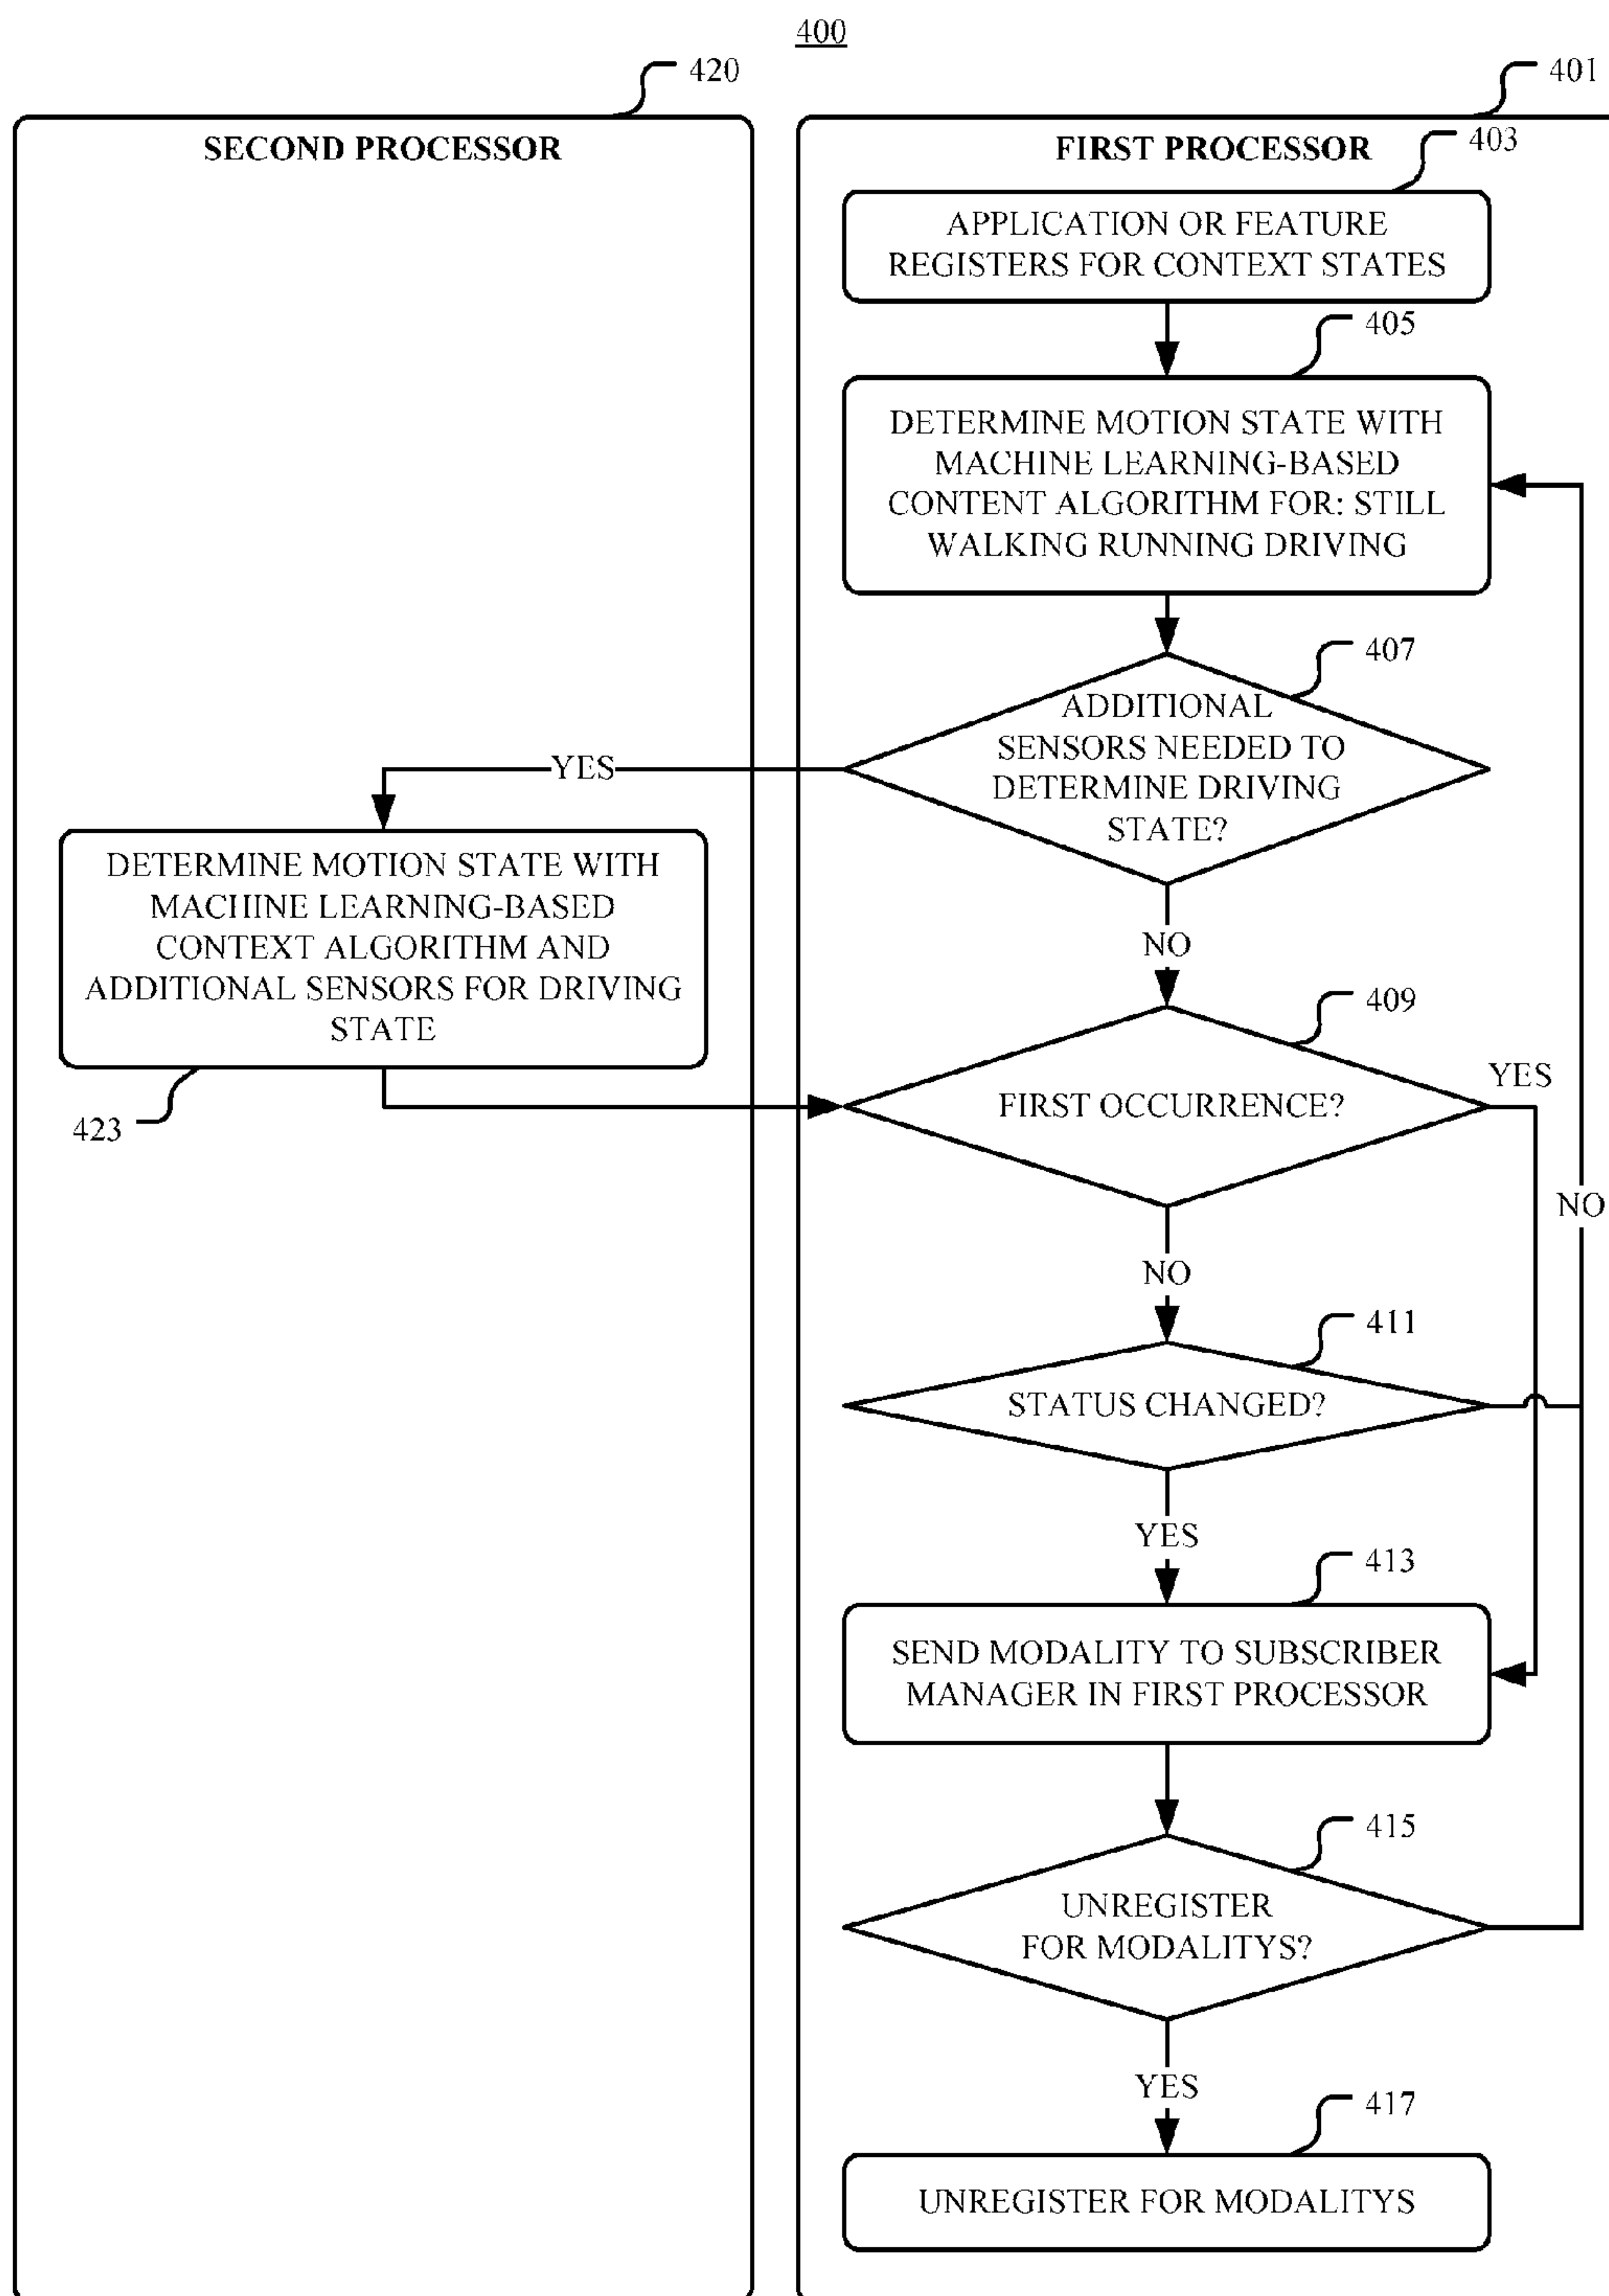 400
420
401
SECOND PROCESSOR
FIRST PROCESSOR
403
APPLICATION OR FEATURE
REGISTERS FOR CONTEXT STATES
405
DETERMINE MOTION STATE WITH
MACHINE LEARNING-BASED
CONTENT ALGORITHM FOR: STILL
WALKING RUNNING DRIVING
407
ADDITIONAL
SENSORS NEEDED TO
DETERMINE DRIVING
STATE?
YES
DETERMINE MOTION STATE WITH
MACHINE LEARNING-BASED
CONTEXT ALGORITHM AND
ADDITIONAL SENSORS FOR DRIVING
STATE
423
NO
409
FIRST OCCURRENCE?
YES
NO
NO
411
STATUS CHANGED?
YES
413
SEND MODALITY TO SUBSCRIBER
MANAGER IN FIRST PROCESSOR
415
UNREGISTER
FOR MODALITYS?
YES
417
UNREGISTER FOR MODALITYS